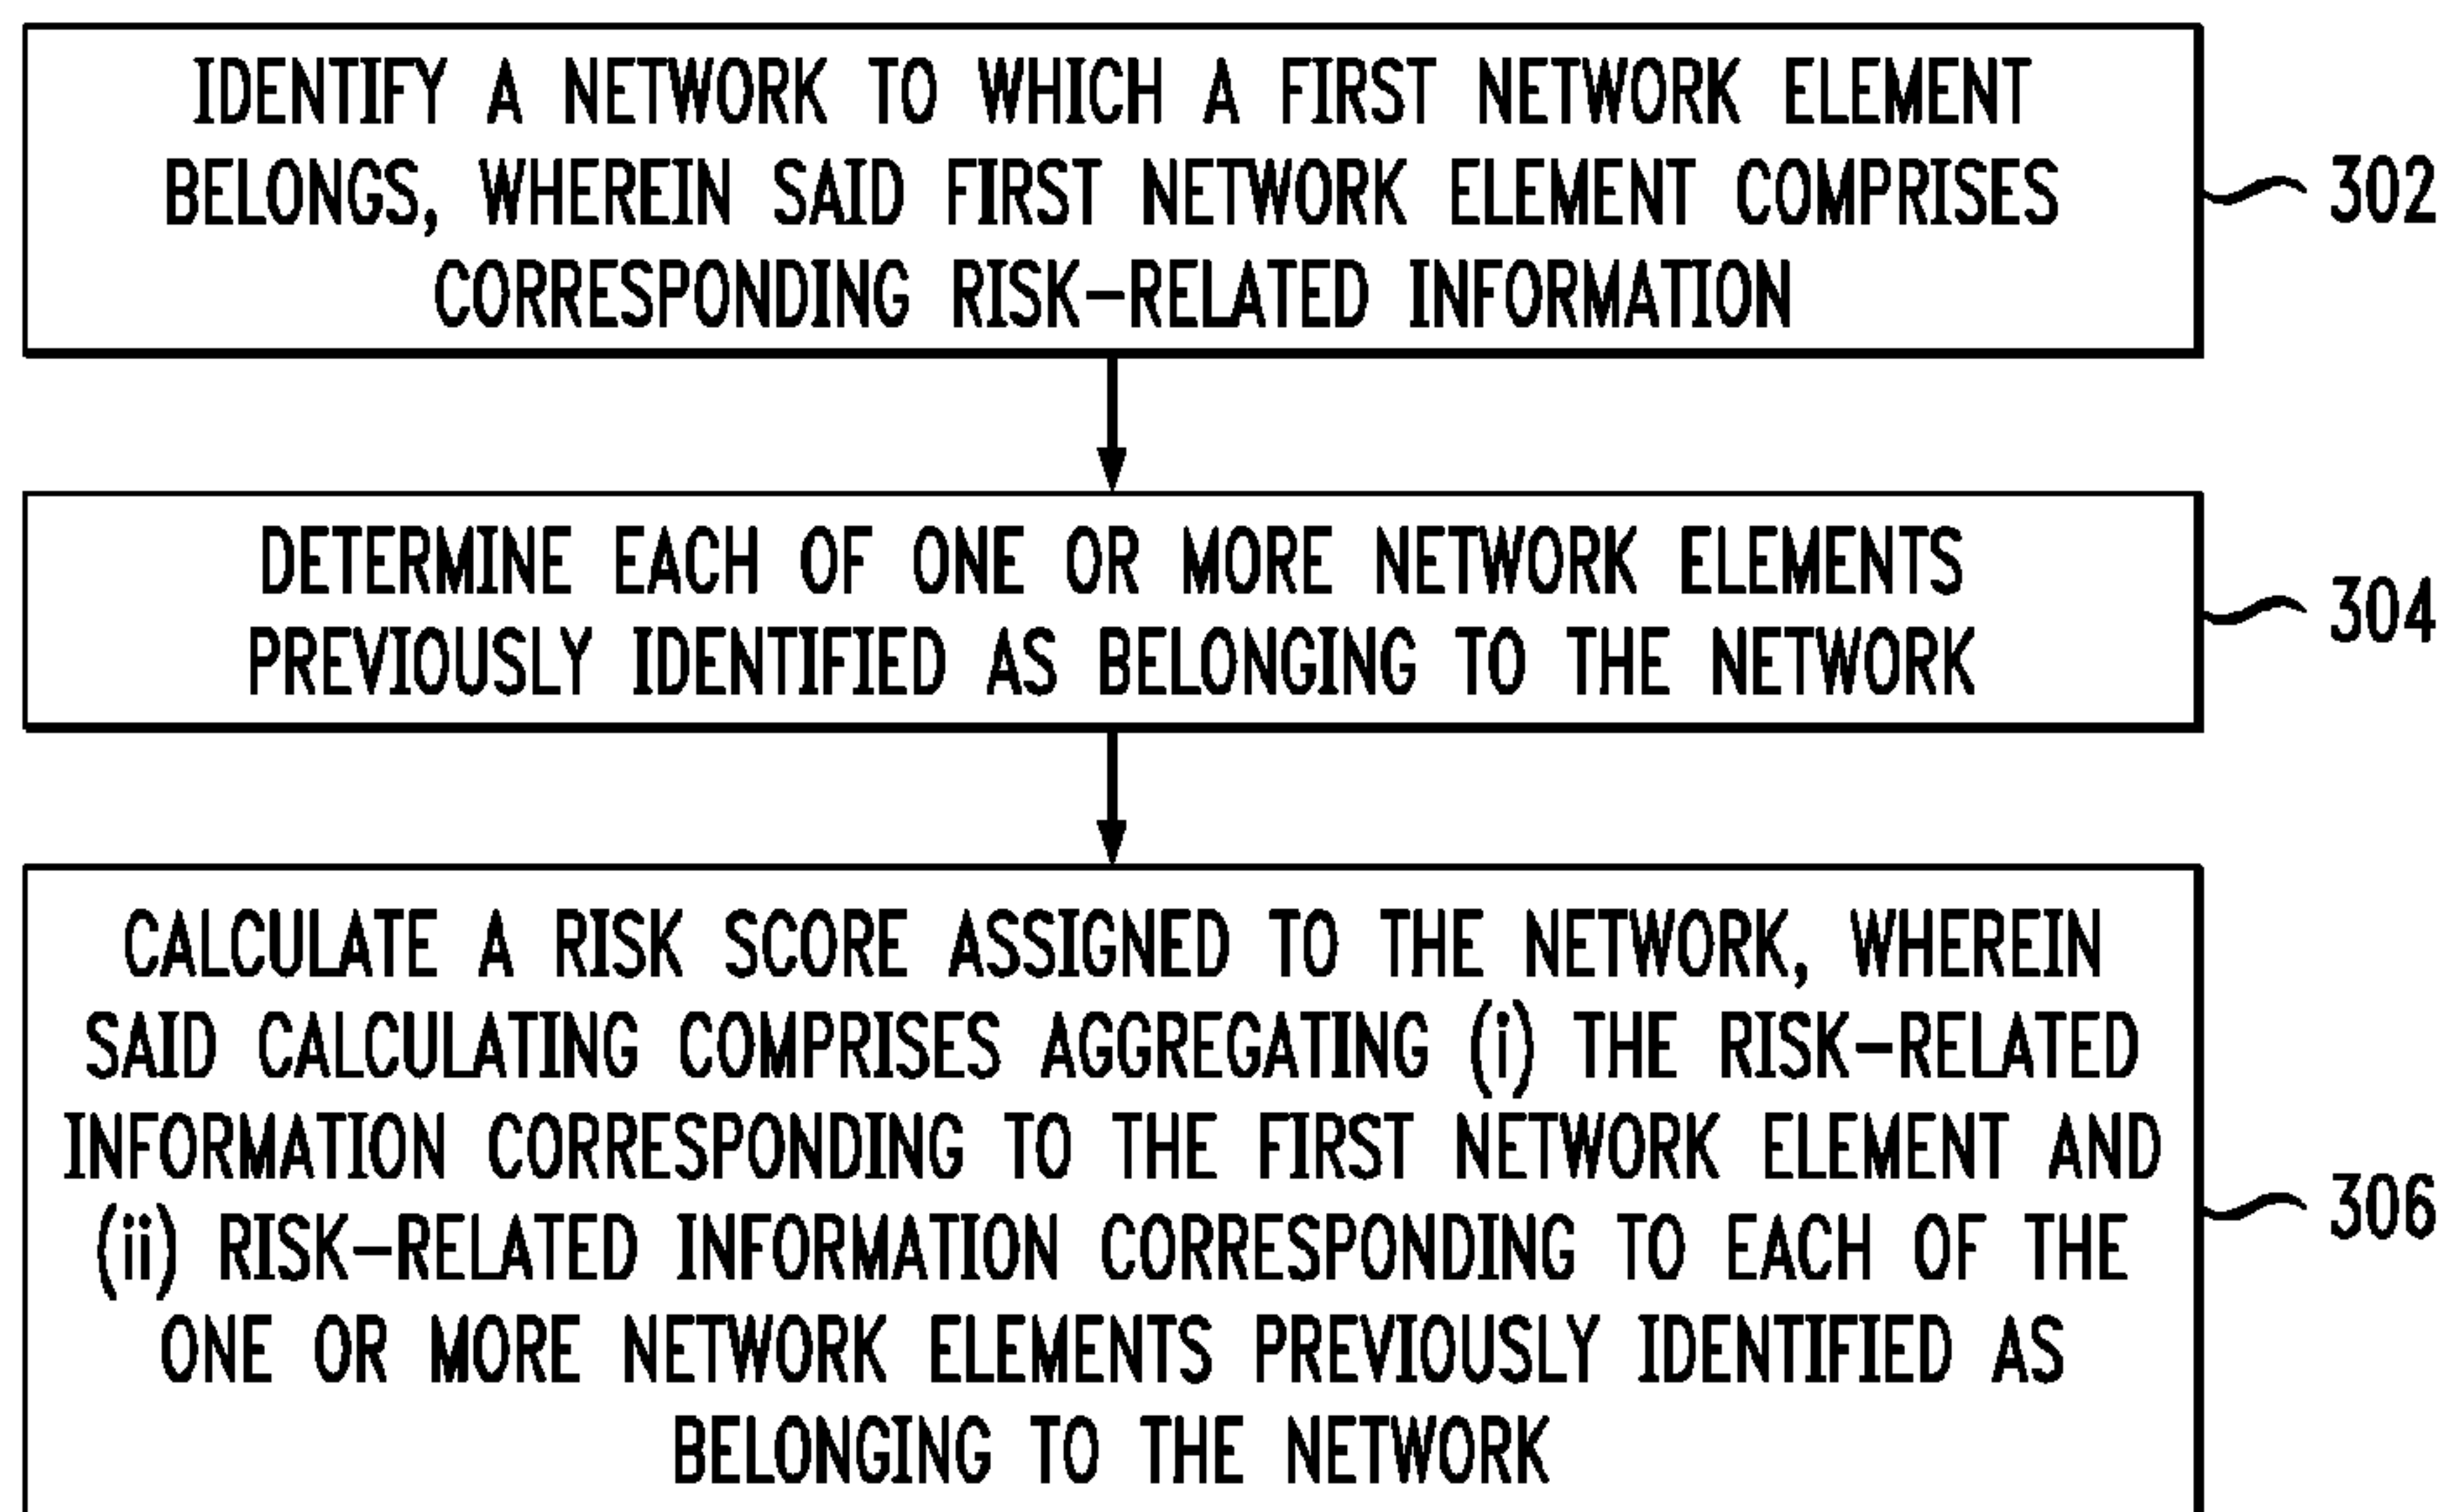 IDENTIFY A NETWORK TO WHICH A FIRST NETWORK ELEMENT
BELONGS, WHEREIN SAID FIRST NETWORK ELEMENT COMPRISES
CORRESPONDING RISK-RELATED INFORMATION
302
DETERMINE EACH OF ONE OR MORE NETWORK ELEMENTS
PREVIOUSLY IDENTIFIED AS BELONGING TO THE NETWORK
304
CALCULATE A RISK SCORE ASSIGNED TO THE NETWORK, WHEREIN
SAID CALCULATING COMPRISES AGGREGATING (i) THE RISK-RELATED
INFORMATION CORRESPONDING TO THE FIRST NETWORK ELEMENT AND
(ii) RISK-RELATED INFORMATION CORRESPONDING TO EACH OF THE
ONE OR MORE NETWORK ELEMENTS PREVIOUSLY IDENTIFIED AS
BELONGING TO THE NETWORK
306